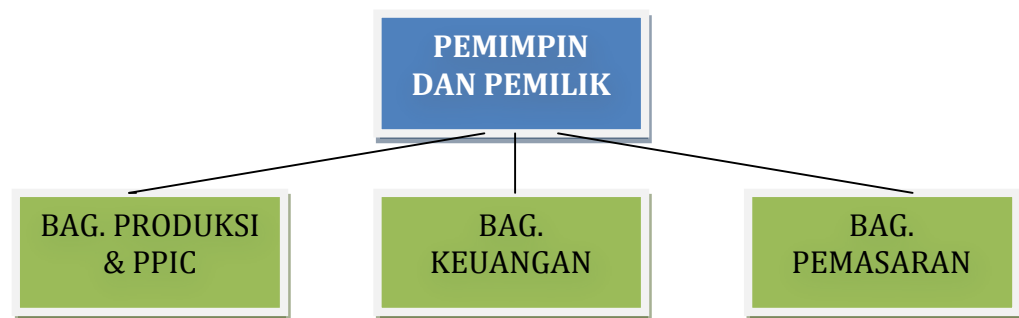 PEMIMPIN
DAN PEMILIK
BAG. PRODUKSI
& PPIC
BAG.
KEUANGAN
BAG.
PEMASARAN